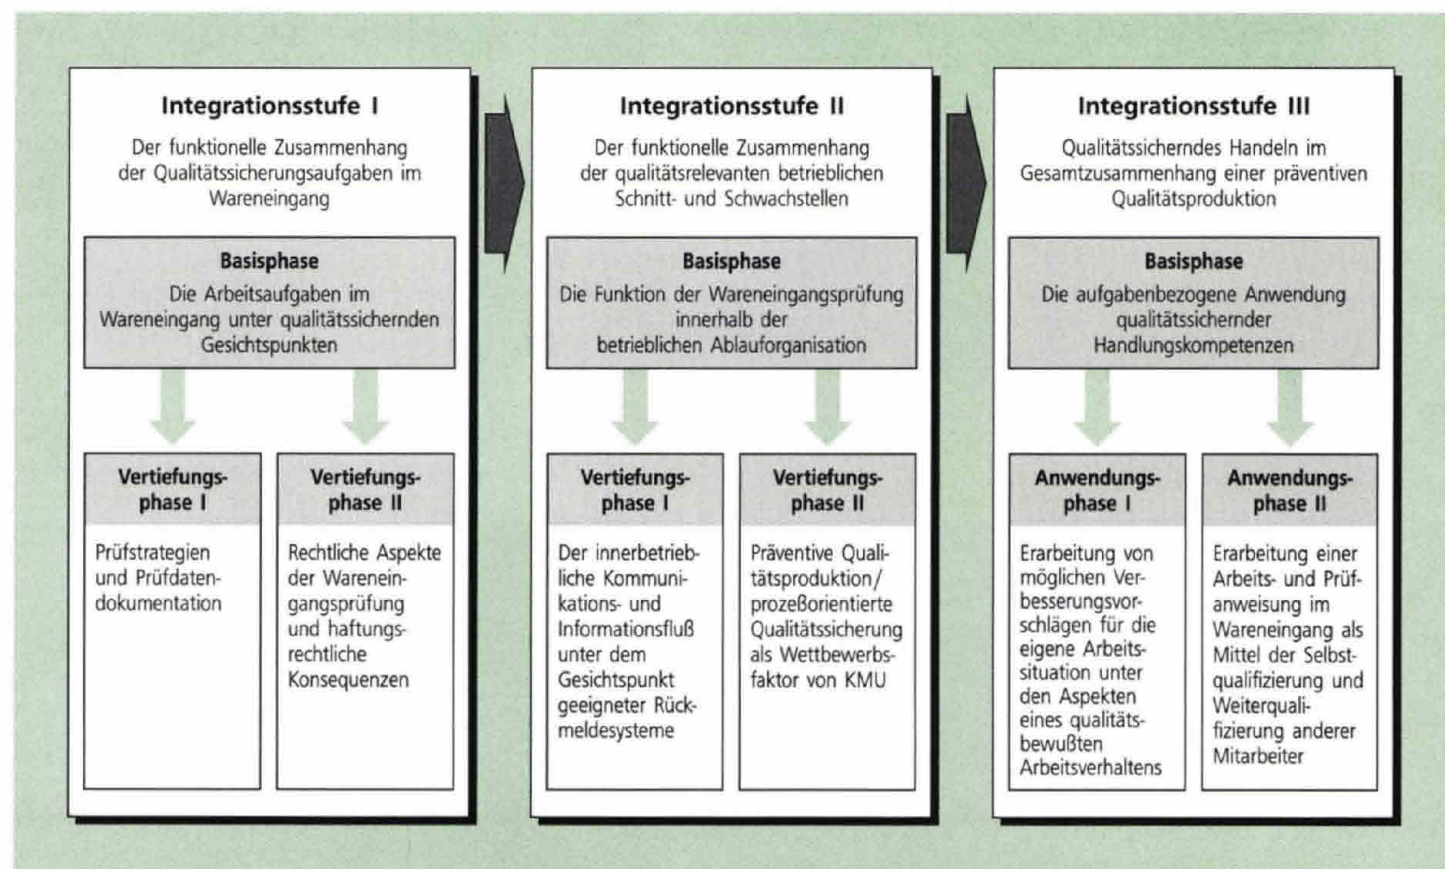 Integrationsstufe I
Der funktionelle Zusammenhang
der Qualitätssicherungsaufgaben im
Wareneingang
Basisphase
Die Arbeitsaufgaben im
Wareneingang unter qualitätssichernden
Gesichtspunkten
Vertiefungs-
phase I
Prüfstrategien
und Prüfdaten-
dokumentation
Vertiefungs-
phase II
Rechtliche Aspekte
der Warenein-
gangsprüfung
und haftungs-
rechtliche
Konsequenzen
Integrationsstufe II
Der funktionelle Zusammenhang
der qualitätsrelevanten betrieblichen
Schnitt- und Schwachstellen
Basisphase
Die Funktion der Wareneingangsprüfung
innerhalb der
betrieblichen Ablauforganisation
Vertiefungs-
phase I
Der innerbetrieb-
liche Kommuni-
kations- und
Informationsfluß
unter dem
Gesichtspunkt
geeigneter Rück-
meldesysteme
Vertiefungs-
phase II
Präventive Quali-
tätsproduktion/
prozeßorientierte
Qualitätssicherung
als Wettbewerbs-
faktor von KMU
Integrationsstufe III
Qualitätssicherndes Handeln im
Gesamtzusammenhang einer präventiven
Qualitätsproduktion
Basisphase
Die aufgabenbezogene Anwendung
qualitätssichernder
Handlungskompetenzen
Anwendungs-
phase I
Erarbeitung von
möglichen Ver-
besserungsvor-
schlägen für die
eigene Arbeits-
situation unter
den Aspekten
eines qualitäts-
bewußten
Arbeitsverhaltens
Anwendungs-
phase II
Erarbeitung einer
Arbeits- und Prüf-
anweisung im
Wareneingang als
Mittel der Selbst-
qualifizierung und
Weiterquali-
fizierung anderer
Mitarbeiter